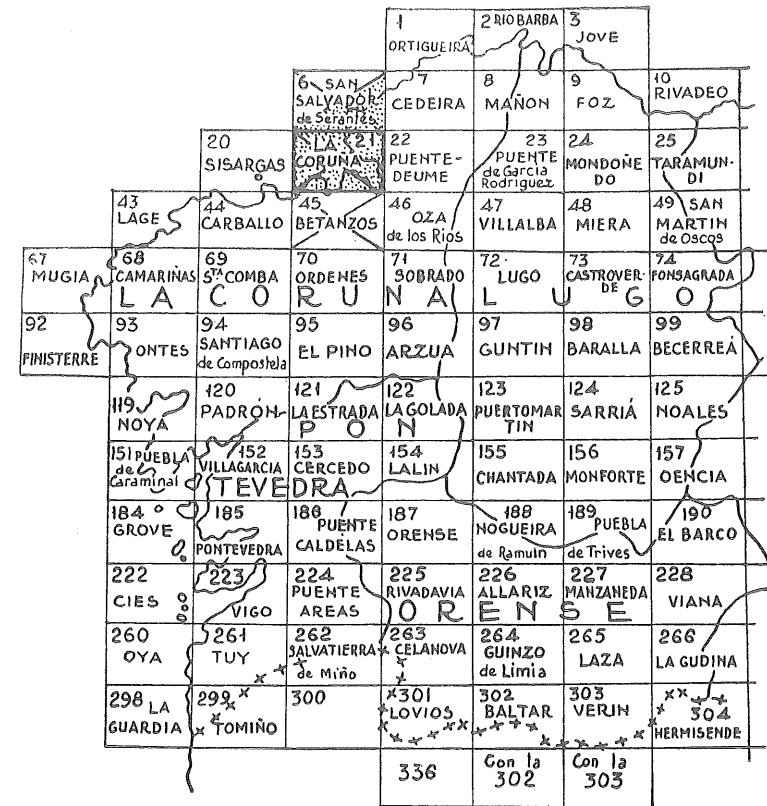 1 ORTIGUEIRA
2 RIO BARBA
3 JOVE
6 SAN SALVADOR de Serantes
7 CEDEIRA
8 MAÑON
9 FOZ
10 RIVADEO
20 SISARGAS
LA 21 CORUÑA
22 PUENTE-DEUME
23 PUENTE de Garcia Rodriguez
24 MONDOÑEDO
25 TARAMUN-DI
43 LAGE
44 CARBALLO
45 BETANZOS
46 OZA de los Rios
47 VILLALBA
48 MIERA
49 SAN MARTIN de Oscos
67 MUGIA
68 CAMARIÑAS
69 STA COMBA
70 ORDENES
71 SOBRADO
72 LUGO
73 CASTROVER-DE
74 FONSAGRADA
LA CORUNA LUGO
92 FINISTERRE
93 ONTES
94 SANTIAGO de Compostela
95 EL PINO
96 ARZUA
97 GUNTIN
98 BARALLA
99 BECERREÁ
119 NOYA
120 PADRÓN
121 LA ESTRADA
122 LA GOLADA
123 PUERTOMARTIN
124 SARRIÁ
125 NOALES
PON
151 PUEBLA de Caraminal
152 VILLAGARCIA
153 CERCEDO
154 LALIN
155 CHANTADA
156 MONFORTE
157 OENCIA
TEVEDRA
184 GROVE
185 PONTEVEDRA
186 PUENTE CALDELAS
187 ORENSE
188 NOGUEIRA de Ramuin
189 PUEBLA de Trives
190 EL BARCO
222 CIES
223 VIGO
224 PUENTE AREAS
225 RIVADAVIA
226 ALLARIZ
227 MANZANEDA
228 VIANA
ORENSE
260 OYA
261 TUY
262 SALVATIERRA de Miño
263 CELANOVA
264 GUINZO de Limia
265 LAZA
266 LA GUDINA
298 LA GUARDIA
299 TOMIÑO
300
301 LOVIOS
302 BALTAR
303 VERIN
304 HERMISENDE
336
Con la 302
Con la 303